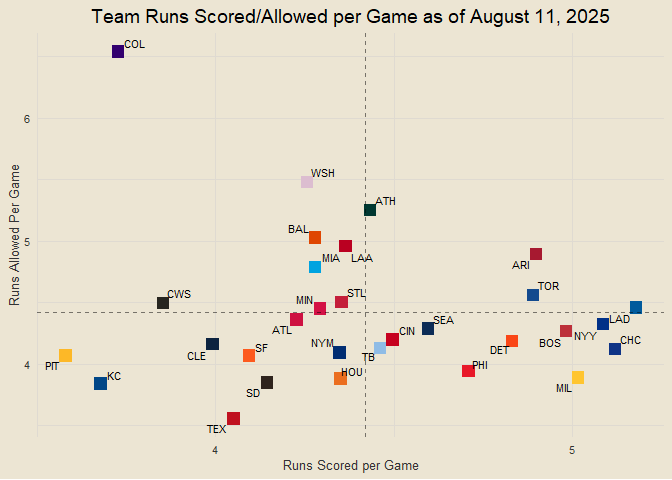 Team Runs Scored/Allowed per Game as of August 11, 2025
COL
6
WSH
ATH
BAL
5
MIA
LAA
ARI
TOR
CWS
MIN
STL
ATL
SEA
LAD
CIN
NYY
CHC
CLE
SF
NYM
TB
DET
BOS
4
PIT
KC
HOU
PHI
SD
MIL
TEX
4
5
Runs Scored per Game
Runs Allowed Per Game